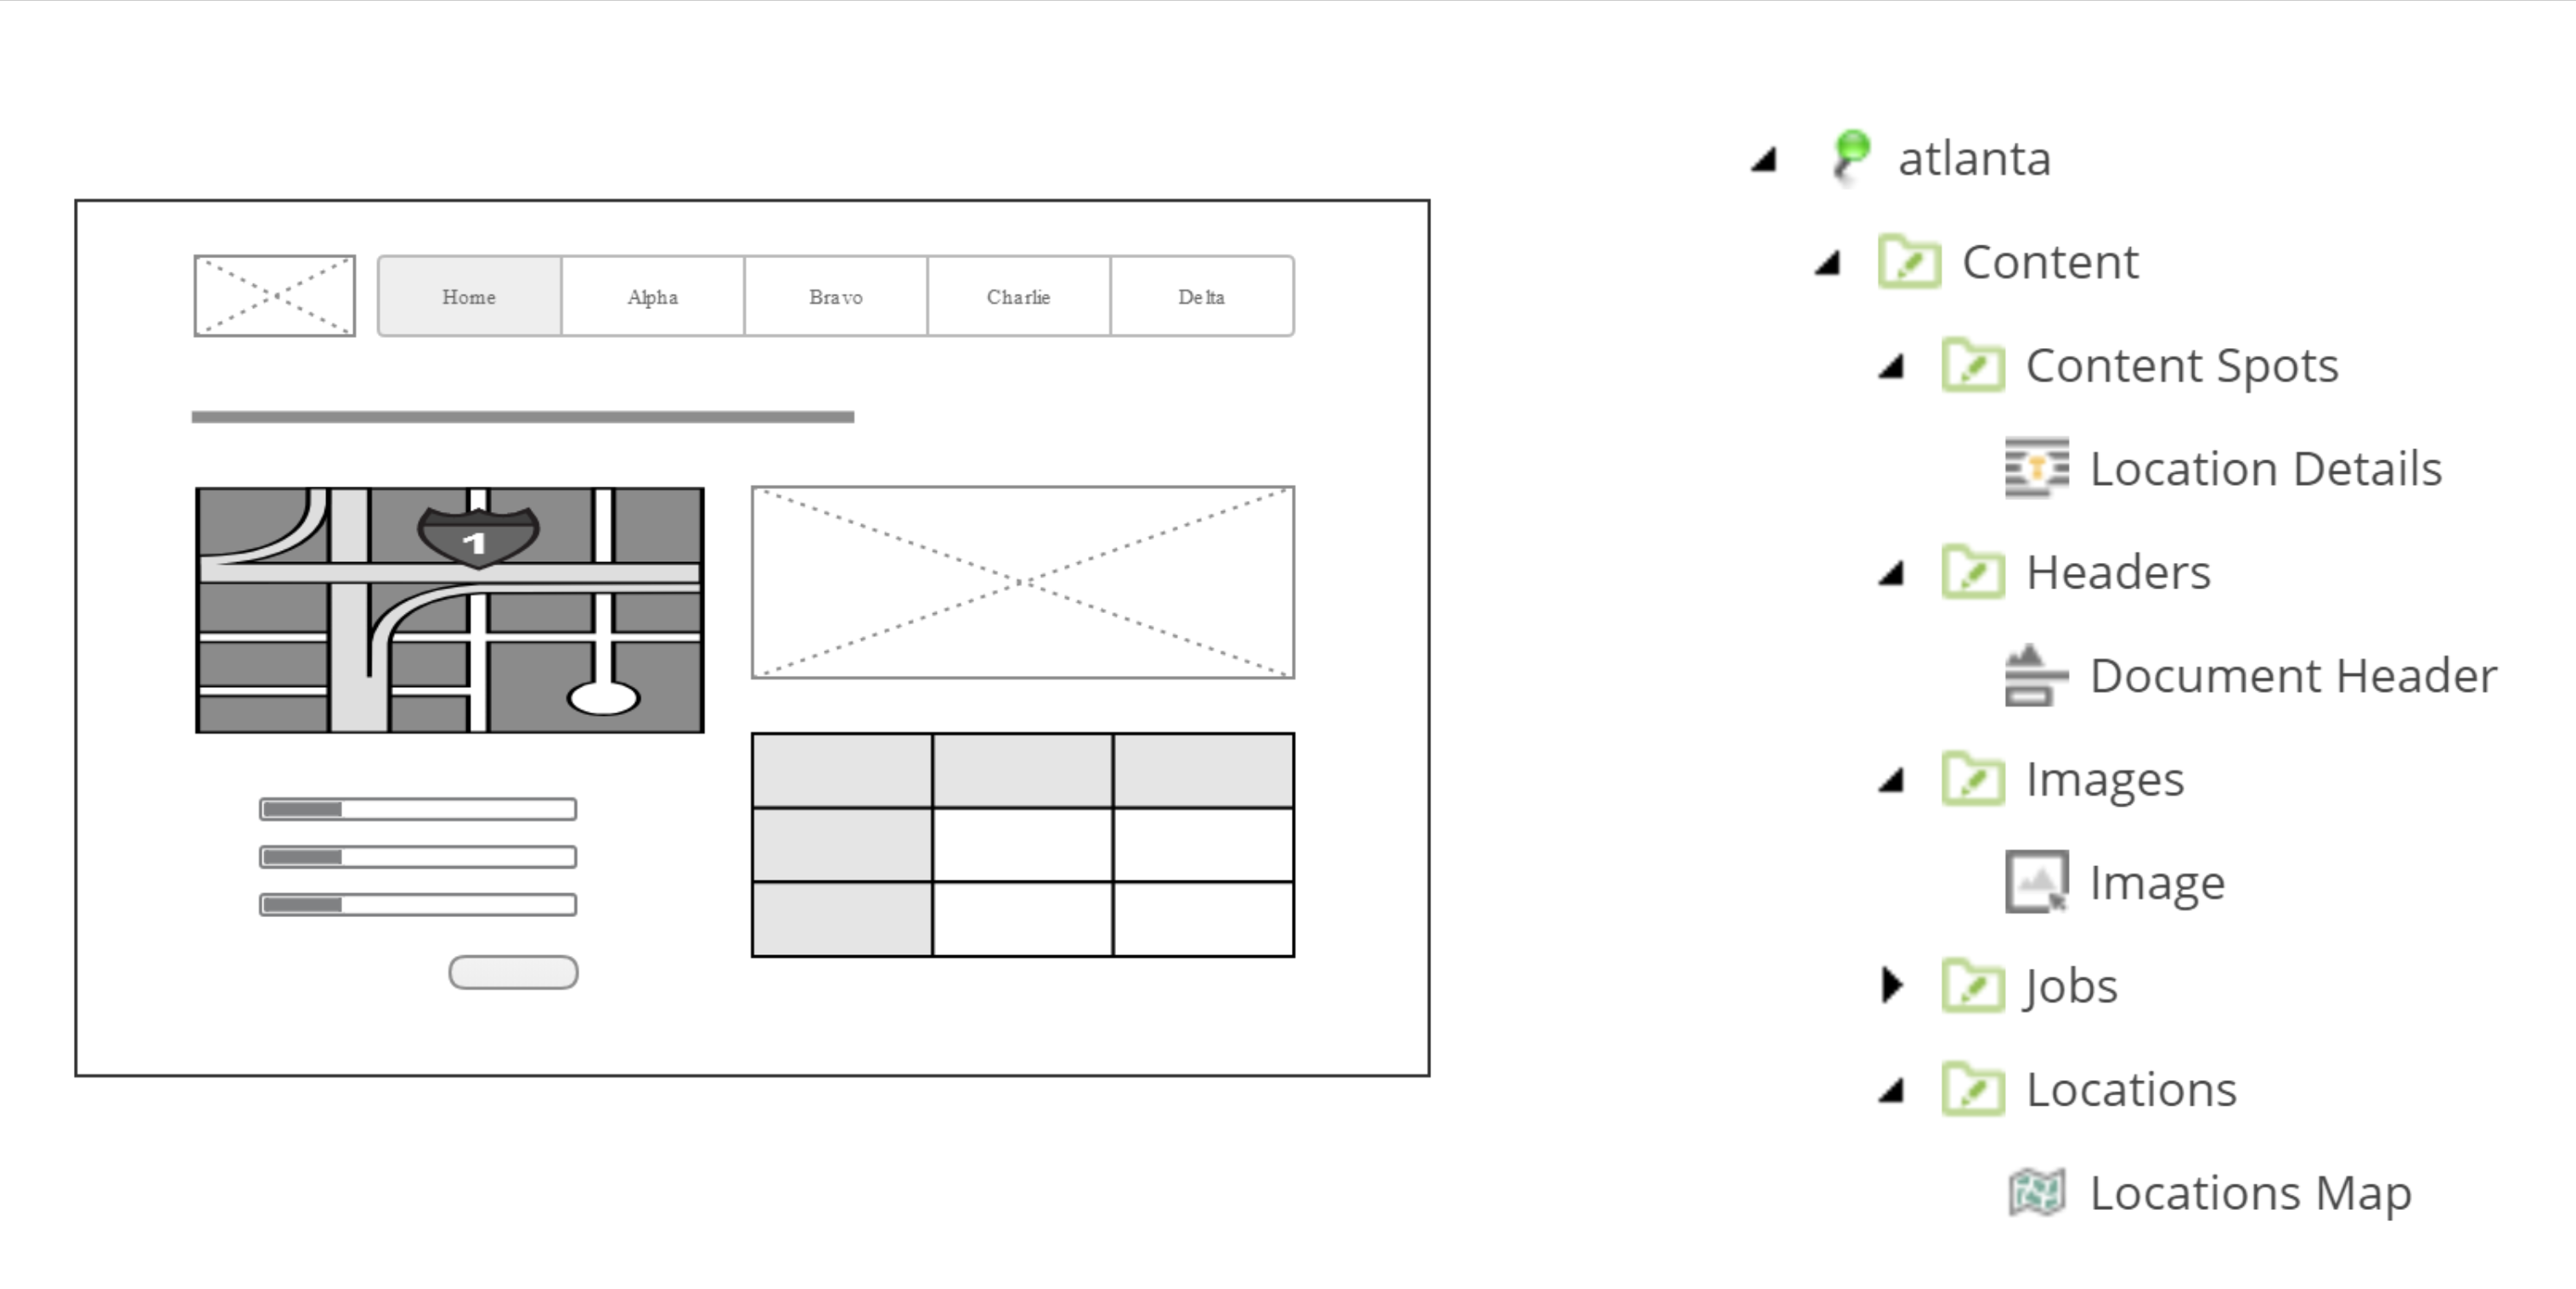 Home Alpha Bravo Charlie Delta
1
atlanta
Content
Content Spots
Location Details
Headers
Document Header
Images
Image
Jobs
Locations
Locations Map